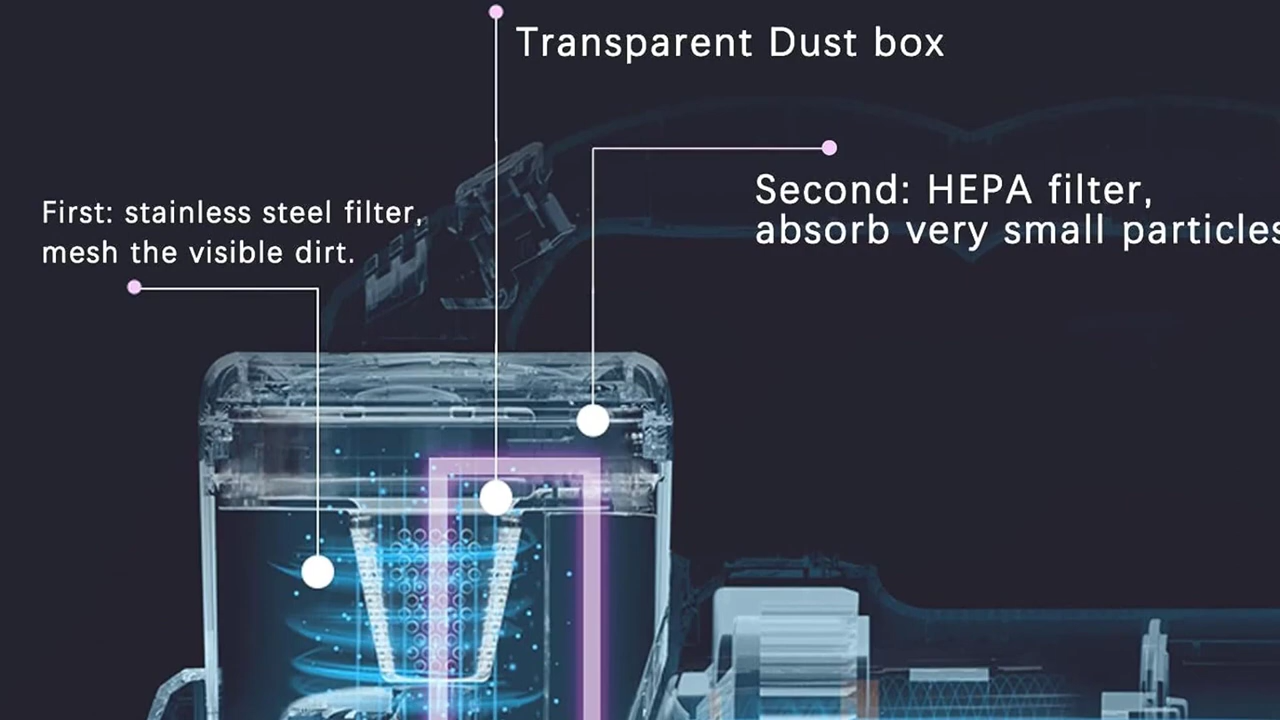 Transparent Dust box
First: stainless steel filter,
mesh the visible dirt.
Second: HEPA filter,
absorb very small particles